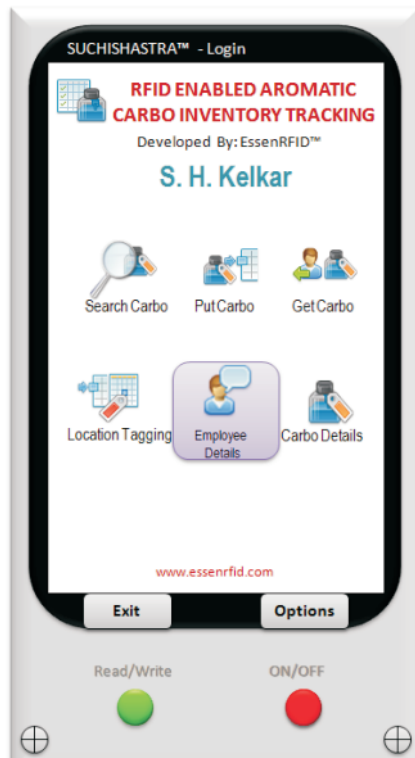 SUCHISHASTRA™ - Login
RFID ENABLED AROMATIC
CARBO INVENTORY TRACKING
Developed By: EssenRFID™
S. H. Kelkar
Search Carbo
Put Carbo
Get Carbo
Location Tagging
Employee
Details
Carbo Details
www.essenrfid.com
Exit
Options
Read/Write
ON/OFF